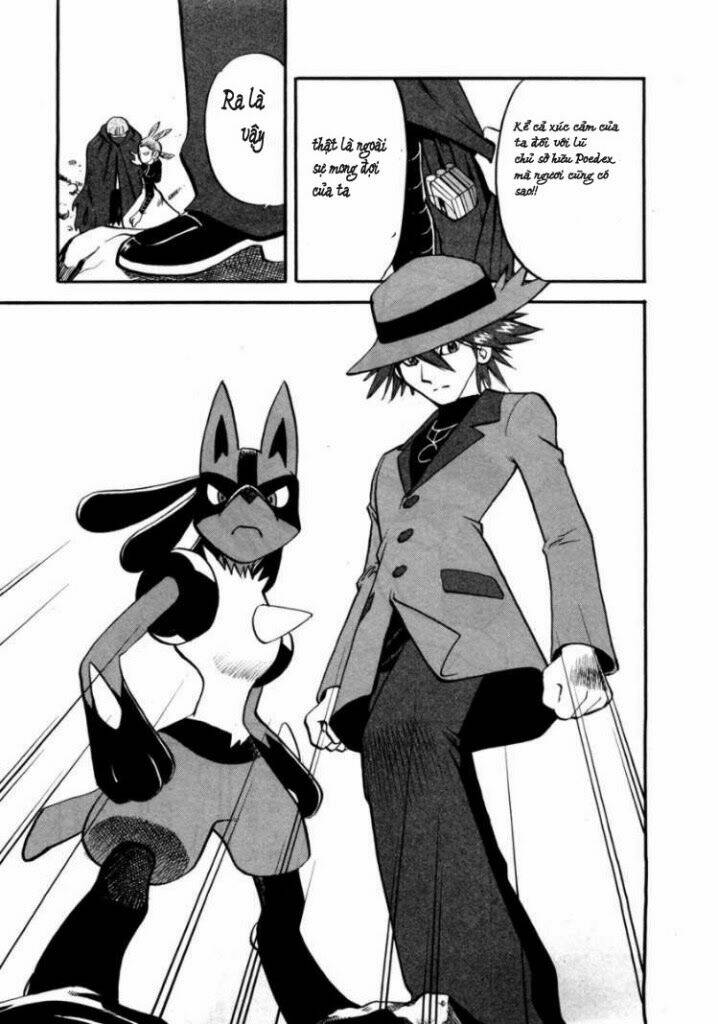 Kể cả xúc cảm của
ta đối với lũ
chủ sở hữu Poedex
mà ngươi cũng có
sao!!
thật là ngoài
sự mong đợi
của ta
Ra là
vậy